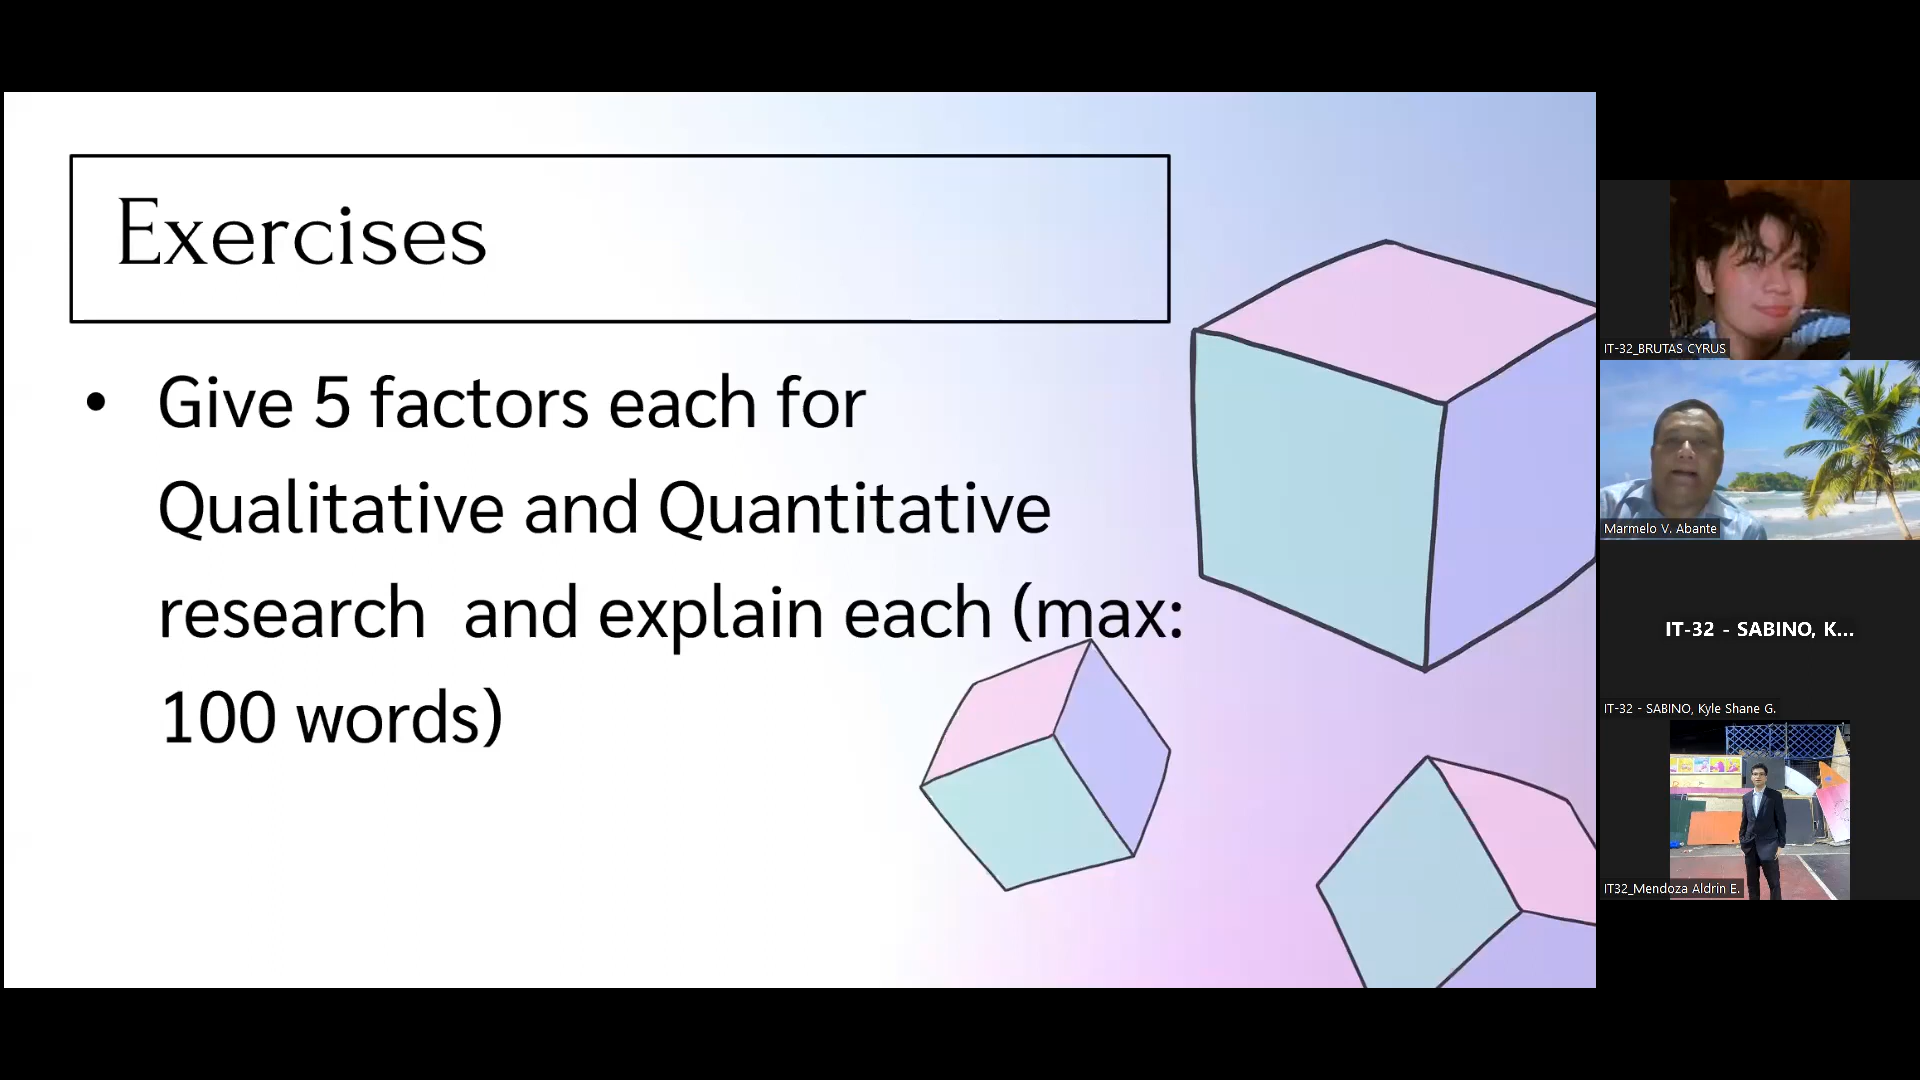 Exercises
• Give 5 factors each for
Qualitative and Quantitative
research  and explain each (max:
100 words)
IT-32_BRUTAS CYRUS
Marmelo V. Abante
IT-32 - SABINO, K...
IT-32 - SABINO, Kyle Shane G.
IT32_Mendoza Aldrin E.